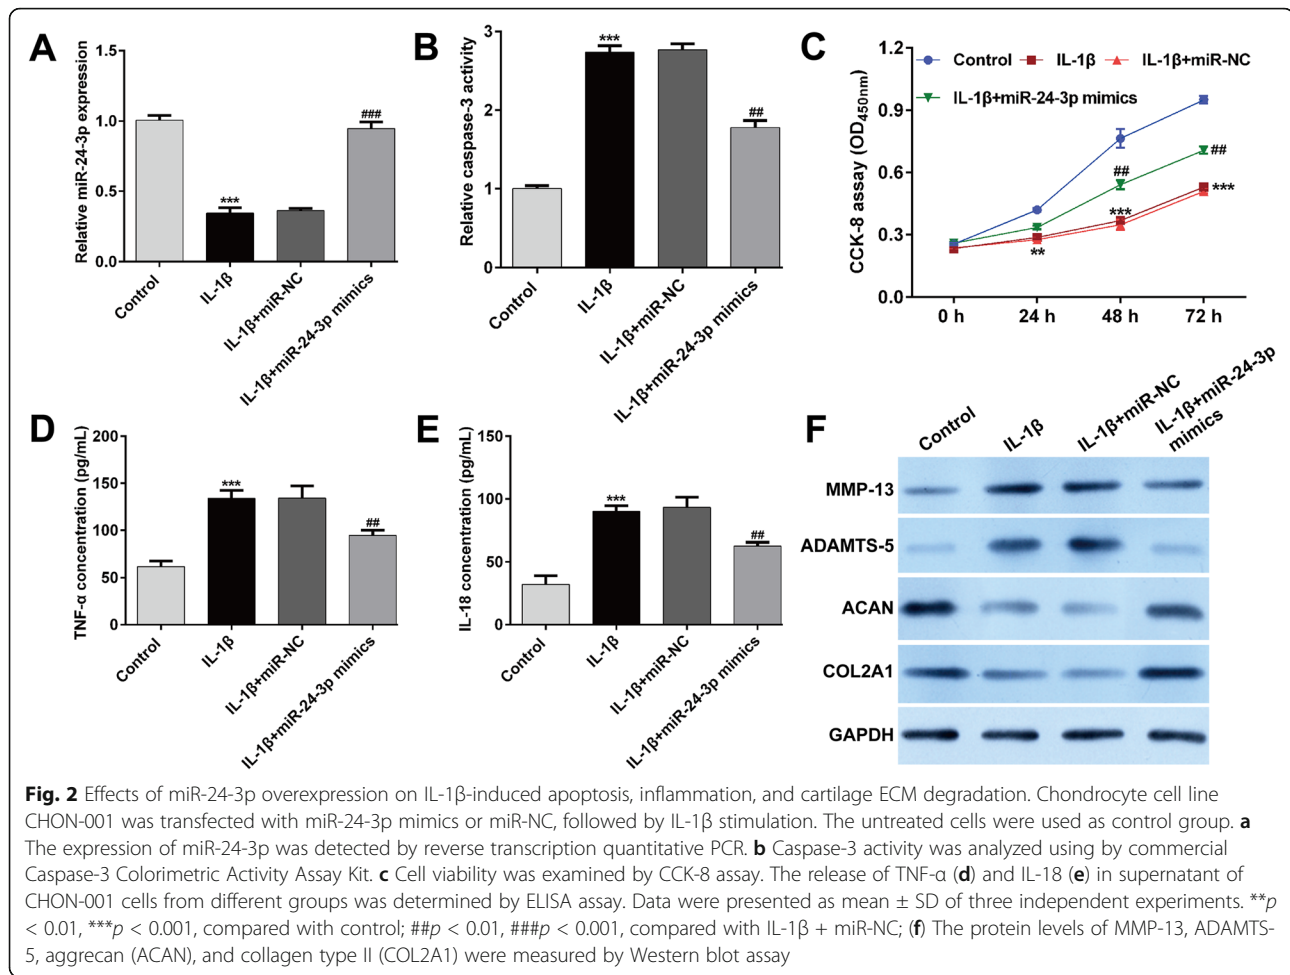 A
Relative miR-24-3p expression
1.5
1.0
0.5
0.0
***
###
Control
IL-1β
IL-1β+miR-NC
IL-1β+miR-24-3p mimics
B
Relative caspase-3 activity
3
2
1
0
***
##
Control
IL-1β
IL-1β+miR-NC
IL-1β+miR-24-3p mimics
C
CCK-8 assay (OD450nm)
1.2
0.9
0.6
0.3
0.0
Control
IL-1β
IL-1β+miR-NC
IL-1β+miR-24-3p mimics
##
##
***
***
**
0 h
24 h
48 h
72 h
D
TNF-α concentration (pg/mL)
200
150
100
50
0
***
##
Control
IL-1β
IL-1β+miR-NC
IL-1β+miR-24-3p mimics
E
IL-18 concentration (pg/mL)
150
100
50
0
***
##
Control
IL-1β
IL-1β+miR-NC
IL-1β+miR-24-3p mimics
F
Control
IL-1β
IL-1β+miR-NC
IL-1β+miR-24-3p
mimics
MMP-13
ADAMTS-5
ACAN
COL2A1
GAPDH
Fig. 2 Effects of miR-24-3p overexpression on IL-1β-induced apoptosis, inflammation, and cartilage ECM degradation. Chondrocyte cell line
CHON-001 was transfected with miR-24-3p mimics or miR-NC, followed by IL-1β stimulation. The untreated cells were used as control group. a
The expression of miR-24-3p was detected by reverse transcription quantitative PCR. b Caspase-3 activity was analyzed using by commercial
Caspase-3 Colorimetric Activity Assay Kit. c Cell viability was examined by CCK-8 assay. The release of TNF-α (d) and IL-18 (e) in supernatant of
CHON-001 cells from different groups was determined by ELISA assay. Data were presented as mean ± SD of three independent experiments. **p
< 0.01, ***p < 0.001, compared with control; ##p < 0.01, ###p < 0.001, compared with IL-1β + miR-NC; (f) The protein levels of MMP-13, ADAMTS-
5, aggrecan (ACAN), and collagen type II (COL2A1) were measured by Western blot assay